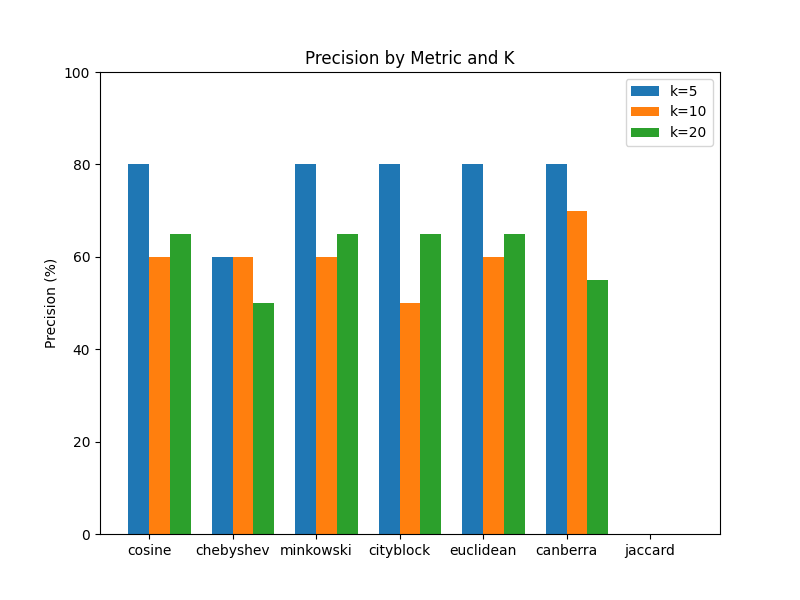 Precision by Metric and K
100
80
60
40
20
0
Precision (%)
k=5
k=10
k=20
cosine chebyshev minkowski cityblock euclidean canberra jaccard